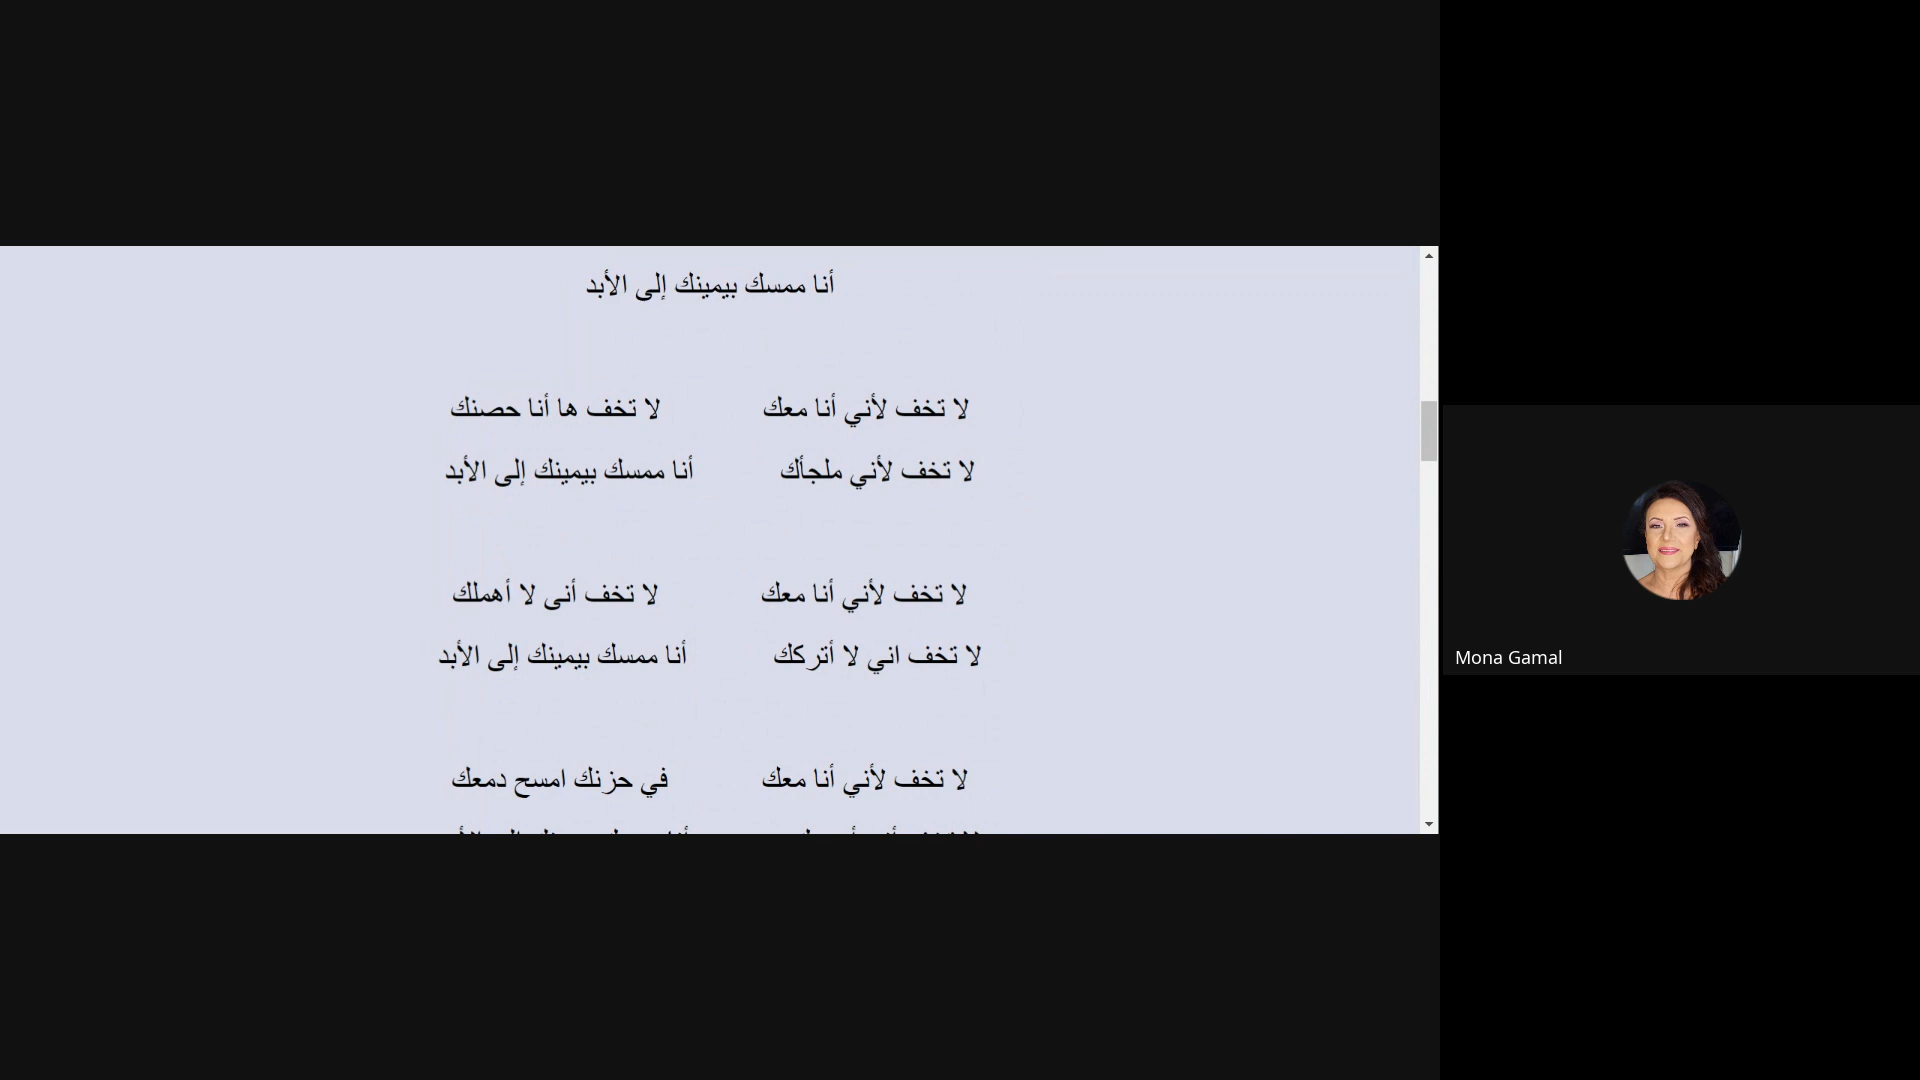 أنا ممسك بيمينك إلى الأبد
لا تخف لأني أنا معك لا تخف ها أنا حصنك
لا تخف لأني ملجأك أنا ممسك بيمينك إلى الأبد
لا تخف لأني أنا معك لا تخف أنى لا أهملك
لا تخف اني لا أتركك أنا ممسك بيمينك إلى الأبد
لا تخف لأني أنا معك في حزنك امسح دمعك
Mona Gamal